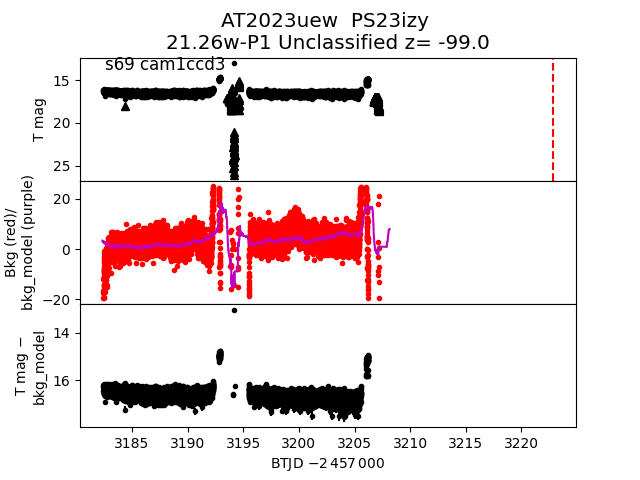 AT2023uew  PS23izy
21.26w-P1 Unclassified z= -99.0
s69 cam1ccd3
T mag
15
20
25
Bkg (red)/
bkg_model (purple)
20
0
−20
T mag −
bkg_model
14
16
3185
3190
3195
3200
3205
3210
3215
3220
BTJD −2 457 000